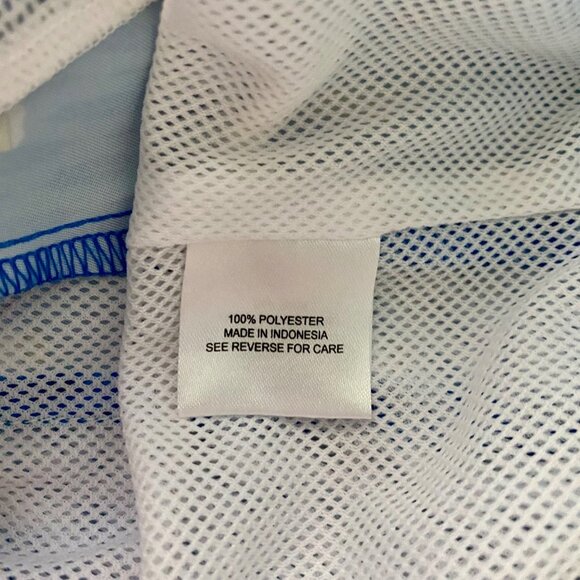 100% POLYESTER
MADE IN INDONESIA
SEE REVERSE FOR CARE